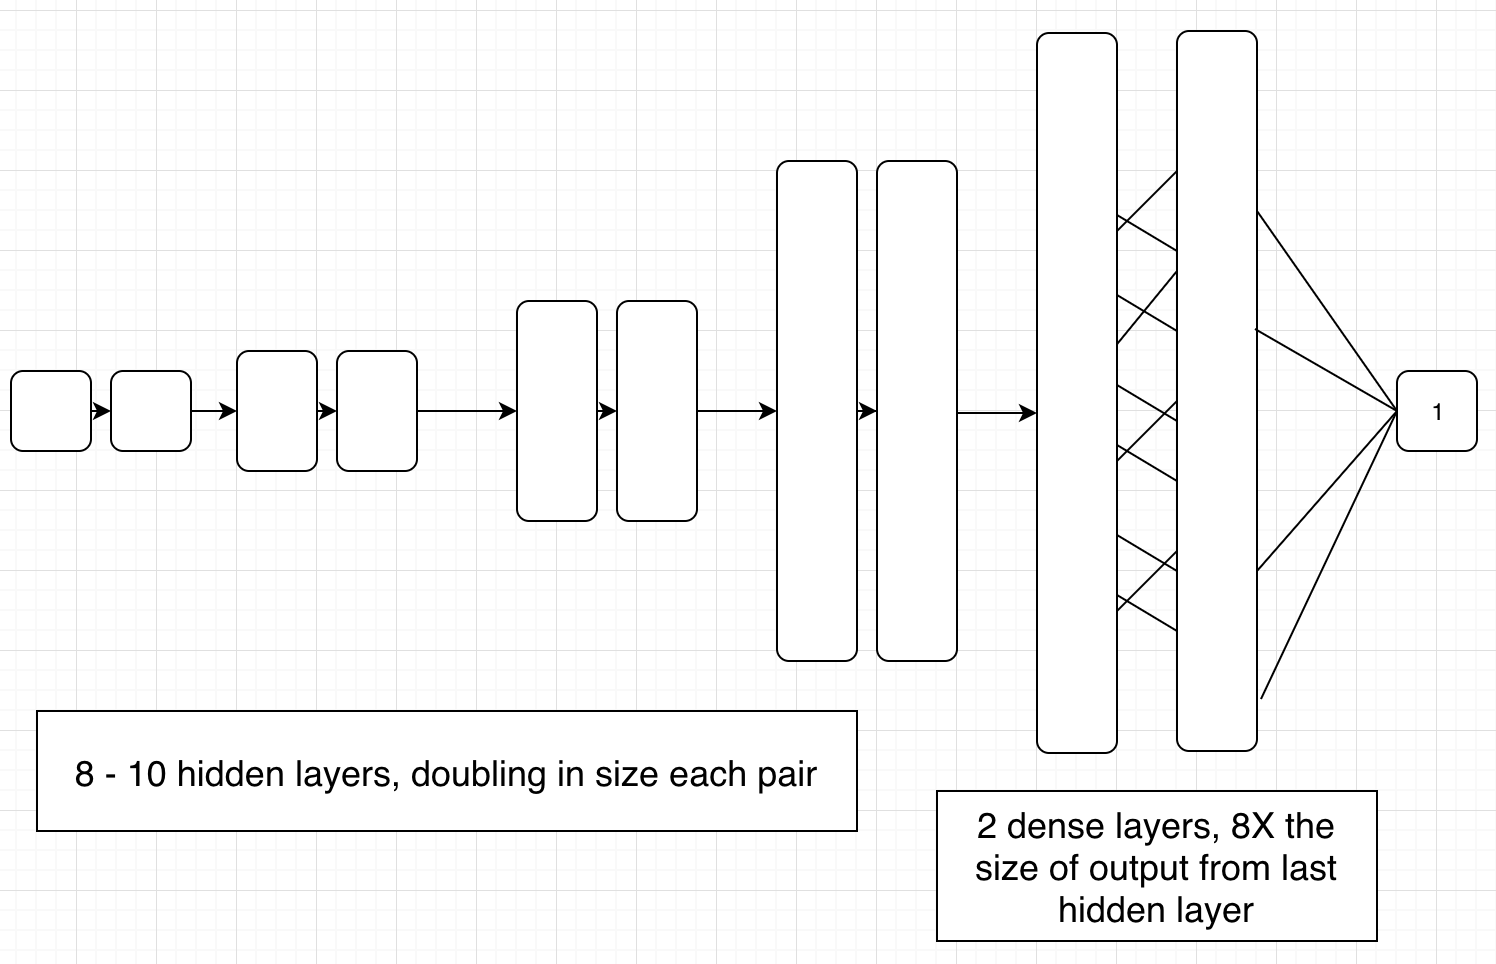 1
8 - 10 hidden layers, doubling in size each pair
2 dense layers, 8X the
size of output from last
hidden layer